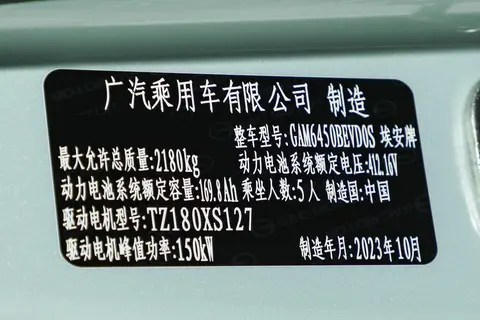 广汽乘用车有限公司 制造
整车型号:GAM6450BEVD0S 埃安牌
最大允许总质量:2180kg
动力电池系统额定电压:412.16V
动力电池系统额定容量:169.8Ah 乘坐人数:5人 制造国:中国
驱动电机型号:TZ180XS127
驱动电机峰值功率:150kW
制造年月:2023年10月